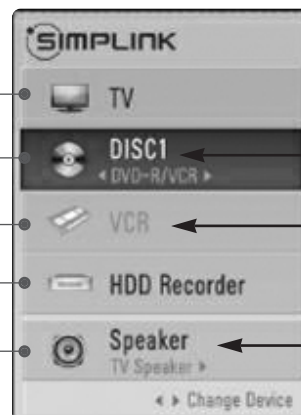 SIMPLINK
TV
DISC1
◄ DVD-R/VCR ►
VCR
HDD Recorder
Speaker
TV Speaker ►
◄ ► Change Device